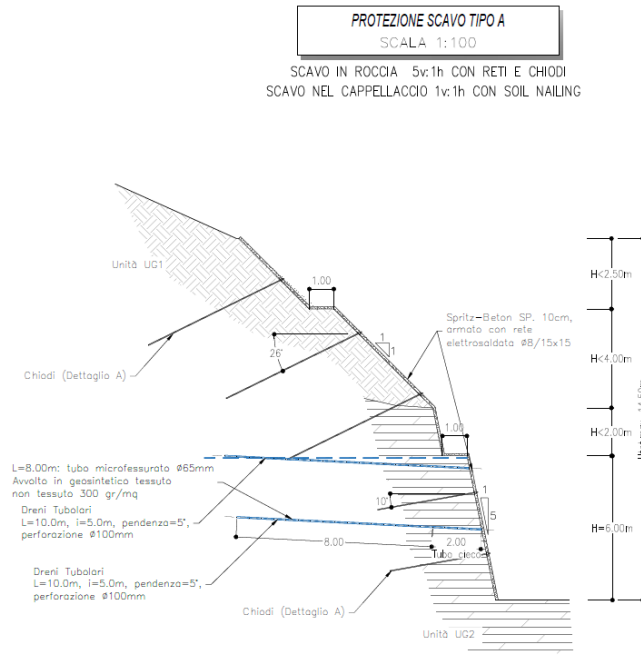 PROTEZIONE SCAVO TIPO A
SCALA 1:100
SCAVO IN ROCCIA 5v:1h CON RETI E CHIODI
SCAVO NEL CAPPELLACCIO 1v:1h CON SOIL NAILING
Unità UG1
1.00
H<2.50m
Spritz-Beton SP. 10cm,
armato con rete
elettrosaldata Ø8/15x15
1
1
26°
H<4.00m
Chiodi (Dettaglio A)
1.00
H<2.00m
L=8.00m: tubo microfessurato Ø65mm
Avvolto in geosintetico tessuto
non tessuto 300 gr/mq
Dreni Tubolari
L=10.0m, i=5.0m, pendenza=5°,
perforazione Ø100mm
10°
1
5
H=6.00m
8.00
2.00
Tubo cieco
Dreni Tubolari
L=10.0m, i=5.0m, pendenza=5°,
perforazione Ø100mm
Chiodi (Dettaglio A)
Unità UG2